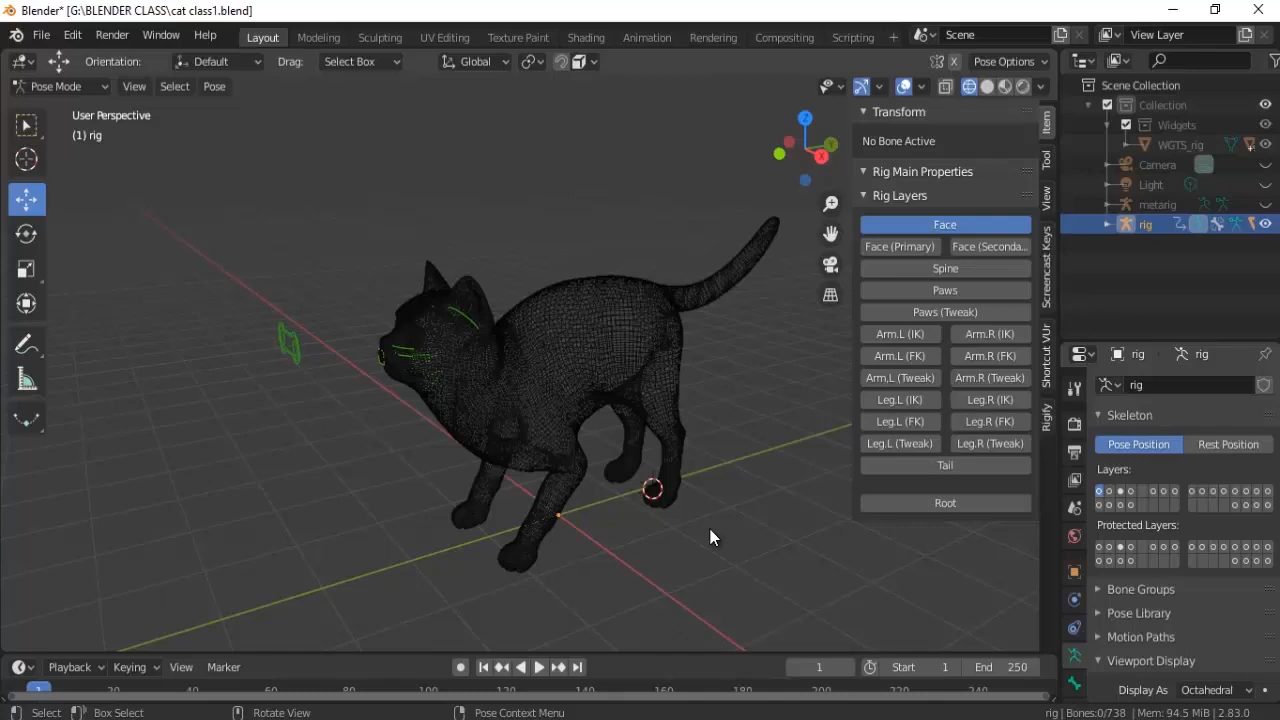 Blender* [G:\BLENDER CLASS\cat class1.blend]
File Edit Render Window Help
Layout Modeling Sculpting UV Editing Texture Paint Shading Animation Rendering Compositing Scripting +
Scene
View Layer
Orientation: Default Drag: Select Box Global Pose Options
X
Pose Mode View Select Pose
User Perspective
(1) rig
Z
Y
X
Transform
No Bone Active
Rig Main Properties
Rig Layers
Face
Face (Primary) Face (Seconda...
Spine
Paws
Paws (Tweak)
Arm.L (IK) Arm.R (IK)
Arm.L (FK) Arm.R (FK)
Arm.L (Tweak) Arm.R (Tweak)
Leg.L (IK) Leg.R (IK)
Leg.L (FK) Leg.R (FK)
Leg.L (Tweak) Leg.R (Tweak)
Tail
Root
Item
Tool
View
Screencast Keys
Shortcut VUr
Rigify
Scene Collection
Collection
Widgets
WGTS_rig
Camera
Light
metarig
rig
rig rig
rig
Skeleton
Pose Position Rest Position
Layers:
Protected Layers:
Bone Groups
Pose Library
Motion Paths
Viewport Display
Display As Octahedral
Playback Keying View Marker
1 Start 1 End 250
1 20 40 60 80 100 120 140 160 180 200 220 240
Select Box Select Rotate View Pose Context Menu
rig | Bones:0/738 | Mem: 94.5 MiB | 2.83.0